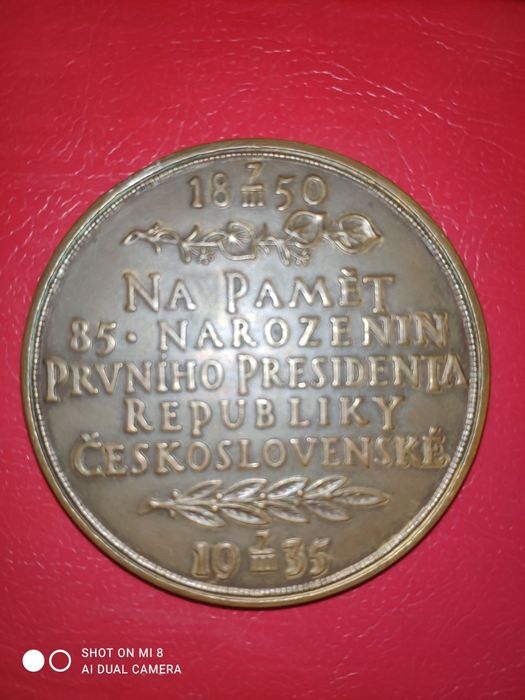 18 7/III 50
NA PAMĚT
85. NAROZENIN
PRVNÍHO PRESIDENTA
REPUBLIKY
ČESKOSLOVENSKÉ
19 7/III 35
SHOT ON MI 8
AI DUAL CAMERA